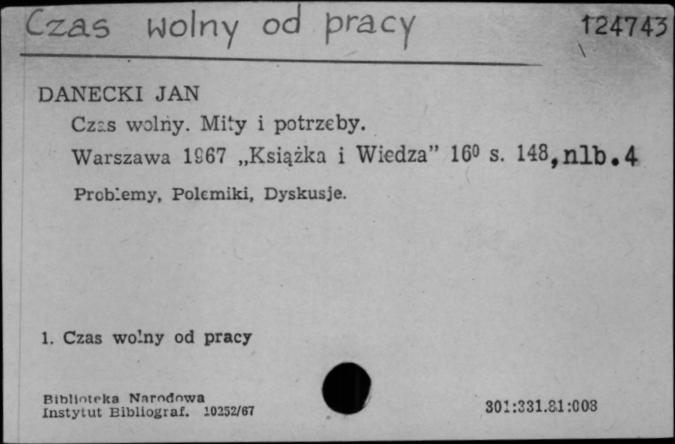 Czas wolny od pracy 124743
DANECKI JAN
Czas wolny. Mity i potrzeby.
Warszawa 1967 „Książka i Wiedza” 16⁰ s. 148, nlb. 4
Problemy, Polemiki, Dyskusje.
1. Czas wolny od pracy
Biblioteka Narodowa
Instytut Bibliograf. 10252/67
301:331.81:008